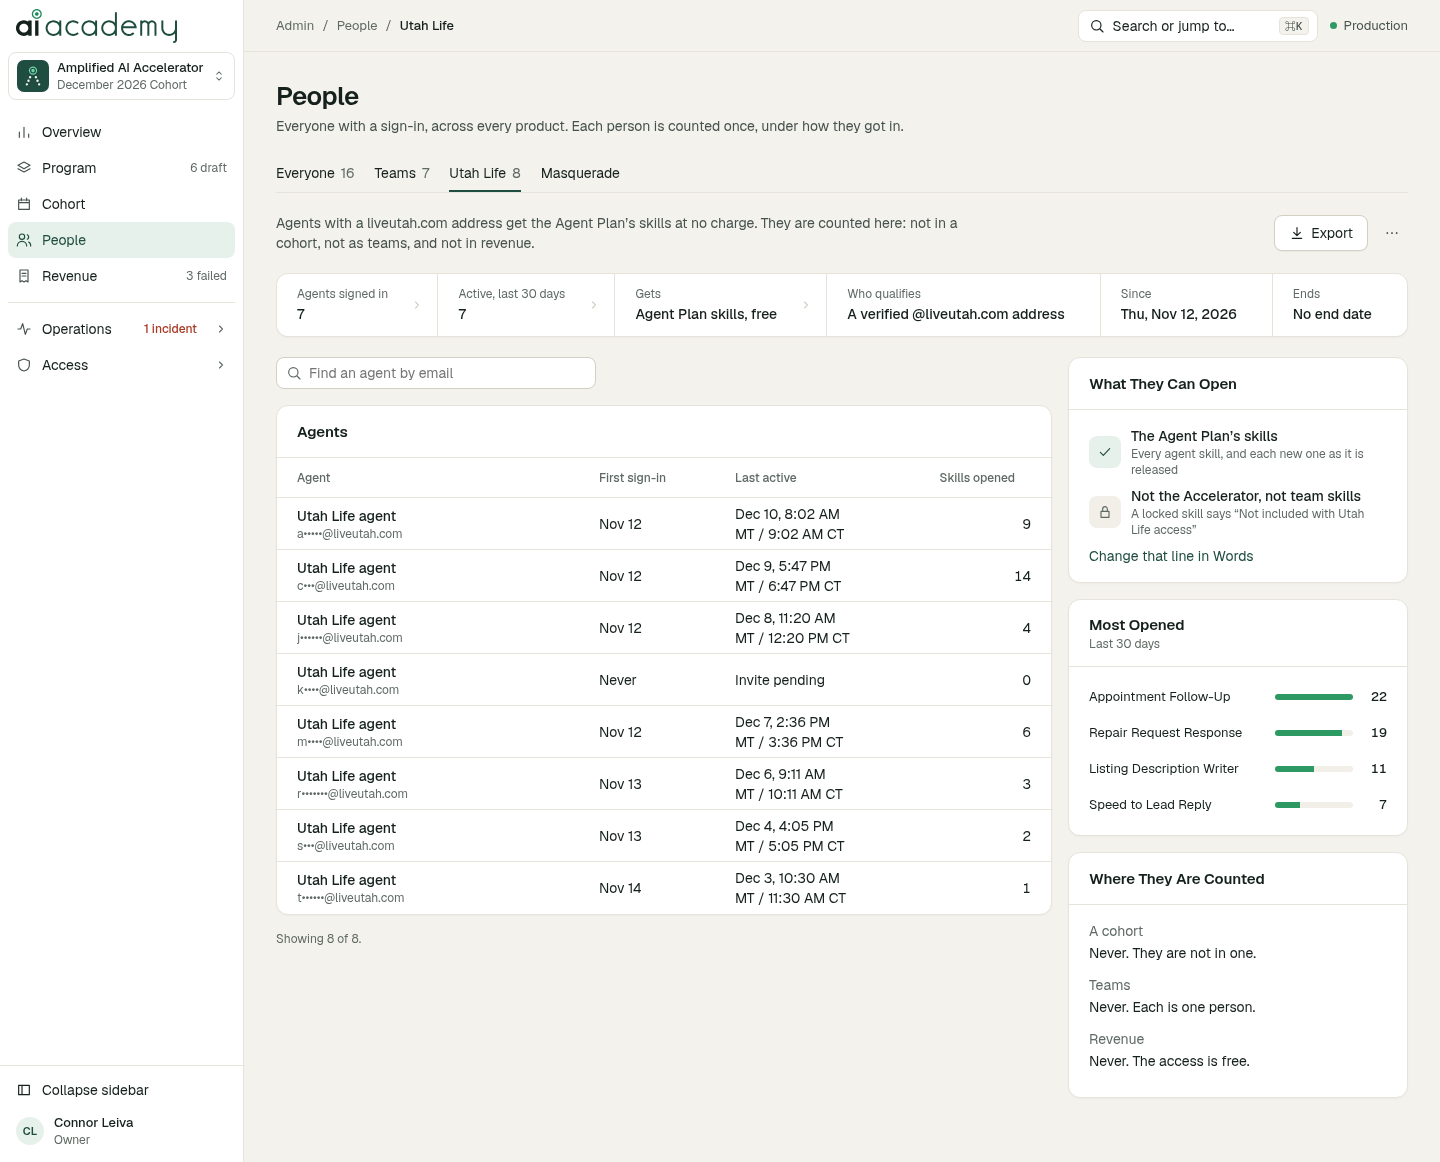 ai academy
Amplified AI Accelerator
December 2026 Cohort
Overview
Program 6 draft
Cohort
People
Revenue 3 failed
Operations 1 incident
Access
Collapse sidebar
CL
Connor Leiva
Owner
Admin / People / Utah Life
Search or jump to… ⌘K
Production
People
Everyone with a sign-in, across every product. Each person is counted once, under how they got in.
Everyone 16 Teams 7 Utah Life 8 Masquerade
Agents with a liveutah.com address get the Agent Plan’s skills at no charge. They are counted here: not in a
cohort, not as teams, and not in revenue.
Export
Agents signed in
7
Active, last 30 days
7
Gets
Agent Plan skills, free
Who qualifies
A verified @liveutah.com address
Since
Thu, Nov 12, 2026
Ends
No end date
Find an agent by email
Agents
Agent First sign-in Last active Skills opened
Utah Life agent
a•••••@liveutah.com
Nov 12
Dec 10, 8:02 AM
MT / 9:02 AM CT
9
Utah Life agent
c•••@liveutah.com
Nov 12
Dec 9, 5:47 PM
MT / 6:47 PM CT
14
Utah Life agent
j••••••@liveutah.com
Nov 12
Dec 8, 11:20 AM
MT / 12:20 PM CT
4
Utah Life agent
k••••@liveutah.com
Never
Invite pending
0
Utah Life agent
m••••@liveutah.com
Nov 12
Dec 7, 2:36 PM
MT / 3:36 PM CT
6
Utah Life agent
r•••••••@liveutah.com
Nov 13
Dec 6, 9:11 AM
MT / 10:11 AM CT
3
Utah Life agent
s•••@liveutah.com
Nov 13
Dec 4, 4:05 PM
MT / 5:05 PM CT
2
Utah Life agent
t••••••@liveutah.com
Nov 14
Dec 3, 10:30 AM
MT / 11:30 AM CT
1
Showing 8 of 8.
What They Can Open
The Agent Plan’s skills
Every agent skill, and each new one as it is
released
Not the Accelerator, not team skills
A locked skill says “Not included with Utah
Life access”
Change that line in Words
Most Opened
Last 30 days
Appointment Follow-Up 22
Repair Request Response 19
Listing Description Writer 11
Speed to Lead Reply 7
Where They Are Counted
A cohort
Never. They are not in one.
Teams
Never. Each is one person.
Revenue
Never. The access is free.